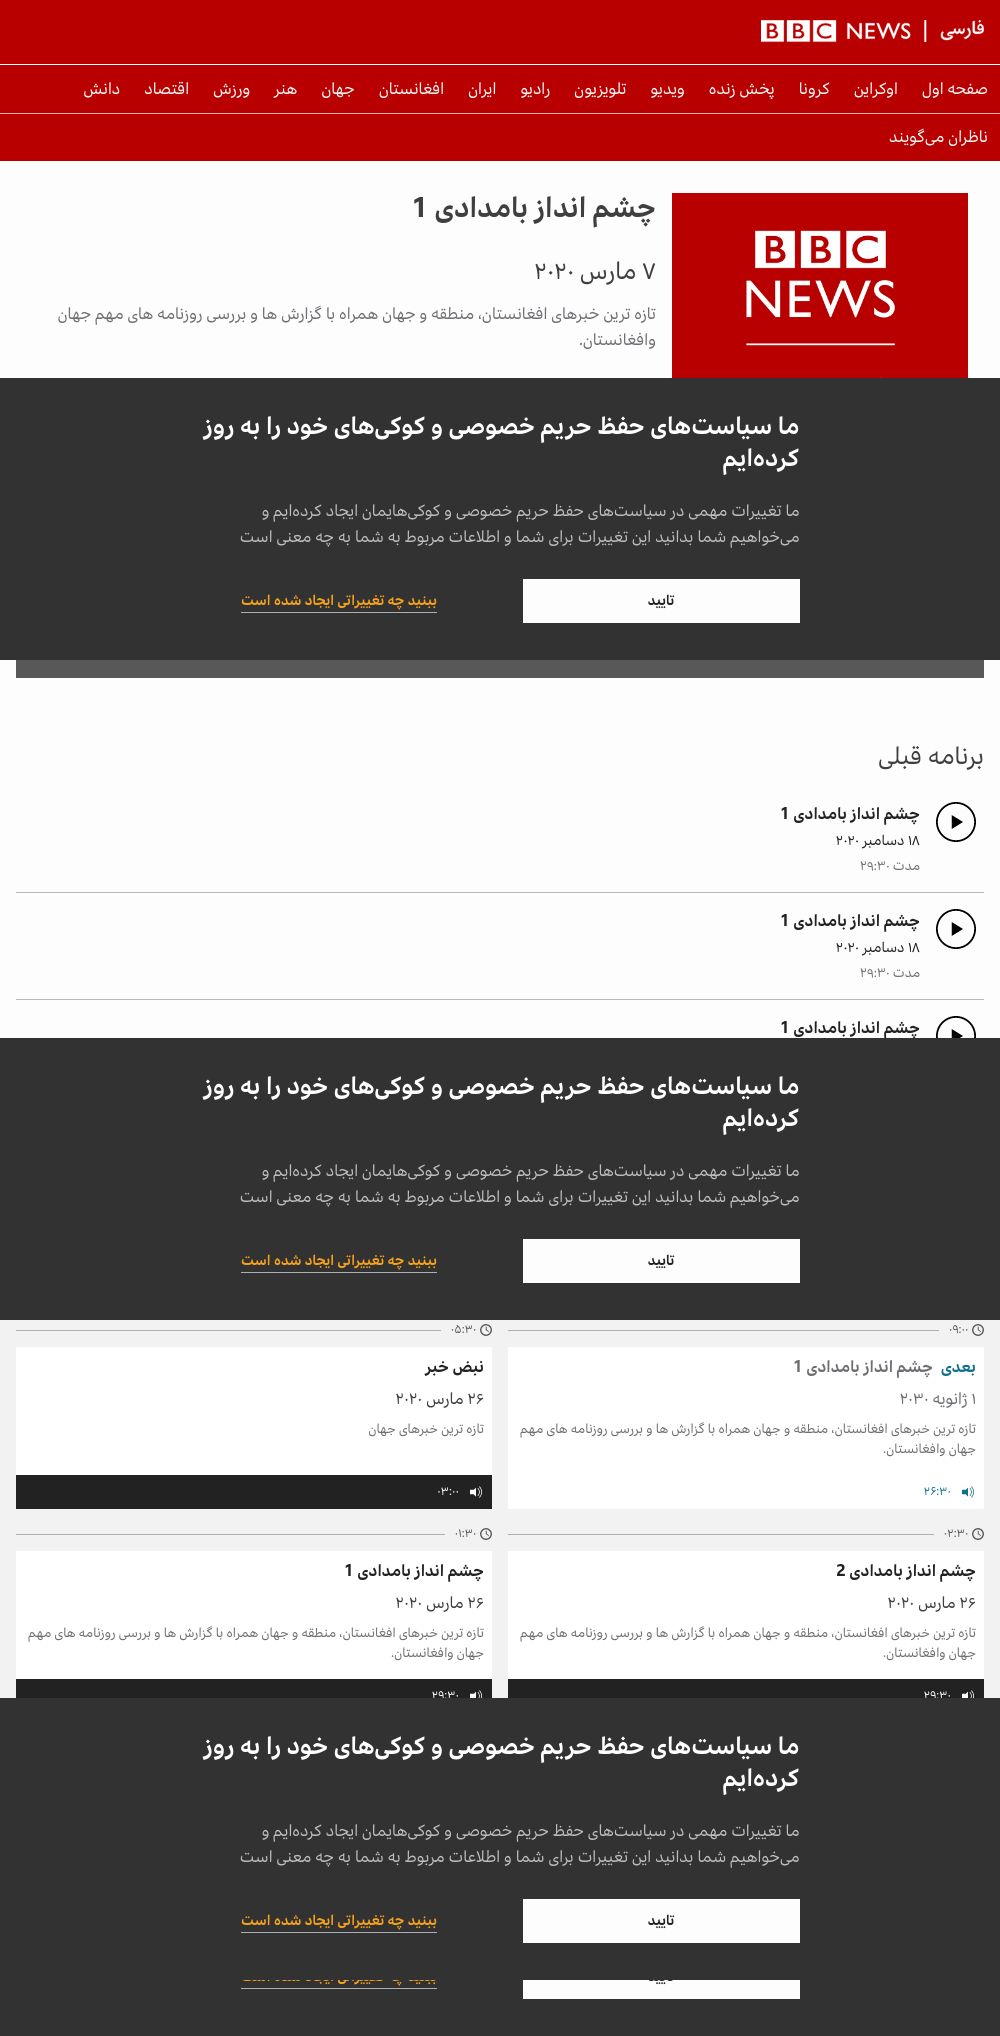 BBC NEWS | فارسی
صفحه اول اوکراین کرونا پخش زنده ویدیو تلویزیون رادیو ایران افغانستان جهان هنر ورزش اقتصاد دانش
ناظران می‌گویند
BBC
NEWS
چشم انداز بامدادی 1
۷ مارس ۲۰۲۰
تازه ترین خبرهای افغانستان، منطقه و جهان همراه با گزارش ها و بررسی روزنامه های مهم جهان
وافغانستان.
ما سیاست‌های حفظ حریم خصوصی و کوکی‌های خود را به روز
کرده‌ایم
ما تغییرات مهمی در سیاست‌های حفظ حریم خصوصی و کوکی‌هایمان ایجاد کرده‌ایم و
می‌خواهیم شما بدانید این تغییرات برای شما و اطلاعات مربوط به شما به چه معنی است
تایید
ببنید چه تغییراتی ایجاد شده است
برنامه قبلی
چشم انداز بامدادی 1
۱۸ دسامبر ۲۰۲۰
مدت ۲۹:۳۰
چشم انداز بامدادی 1
۱۸ دسامبر ۲۰۲۰
مدت ۲۹:۳۰
چشم انداز بامدادی 1
ما سیاست‌های حفظ حریم خصوصی و کوکی‌های خود را به روز
کرده‌ایم
ما تغییرات مهمی در سیاست‌های حفظ حریم خصوصی و کوکی‌هایمان ایجاد کرده‌ایم و
می‌خواهیم شما بدانید این تغییرات برای شما و اطلاعات مربوط به شما به چه معنی است
تایید
ببنید چه تغییراتی ایجاد شده است
۰۹:۰۰
بعدی چشم انداز بامدادی 1
۱ ژانویه ۲۰۳۰
تازه ترین خبرهای افغانستان، منطقه و جهان همراه با گزارش ها و بررسی روزنامه های مهم
جهان وافغانستان.
۲۶:۳۰
۰۵:۳۰
نبض خبر
۲۶ مارس ۲۰۲۰
تازه ترین خبرهای جهان
۰۳:۰۰
۰۲:۳۰
چشم انداز بامدادی 2
۲۶ مارس ۲۰۲۰
تازه ترین خبرهای افغانستان، منطقه و جهان همراه با گزارش ها و بررسی روزنامه های مهم
جهان وافغانستان.
۲۹:۳۰
۰۱:۳۰
چشم انداز بامدادی 1
۲۶ مارس ۲۰۲۰
تازه ترین خبرهای افغانستان، منطقه و جهان همراه با گزارش ها و بررسی روزنامه های مهم
جهان وافغانستان.
۲۹:۳۰
ما سیاست‌های حفظ حریم خصوصی و کوکی‌های خود را به روز
کرده‌ایم
ما تغییرات مهمی در سیاست‌های حفظ حریم خصوصی و کوکی‌هایمان ایجاد کرده‌ایم و
می‌خواهیم شما بدانید این تغییرات برای شما و اطلاعات مربوط به شما به چه معنی است
تایید
ببنید چه تغییراتی ایجاد شده است